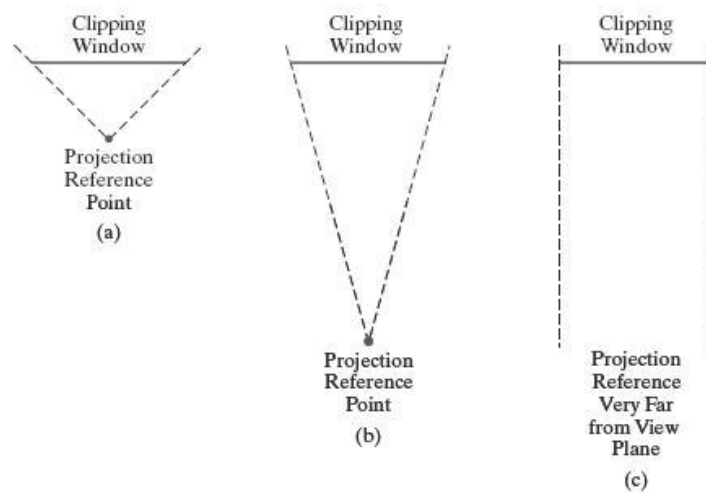 Clipping
Window
Projection
Reference
Point
(a)
Clipping
Window
Projection
Reference
Point
(b)
Clipping
Window
Projection
Reference
Very Far
from View
Plane
(c)